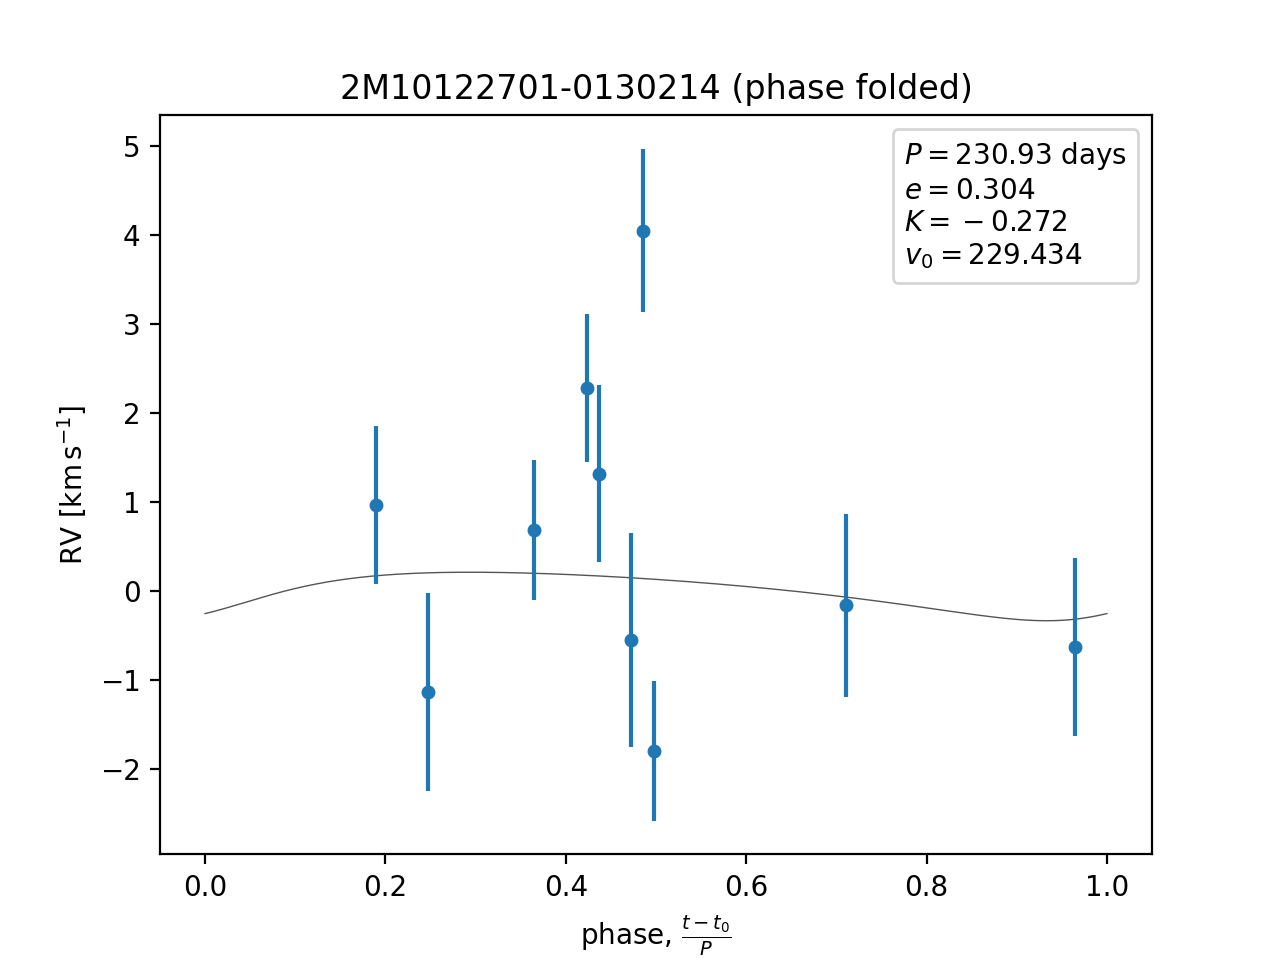 2M10122701-0130214 (phase folded)
P = 230.93 days
e = 0.304
K = −0.272
v₀ = 229.434
5
4
3
2
1
0
−1
−2
RV [km s⁻¹]
0.0 0.2 0.4 0.6 0.8 1.0
phase, (t − t₀)/P